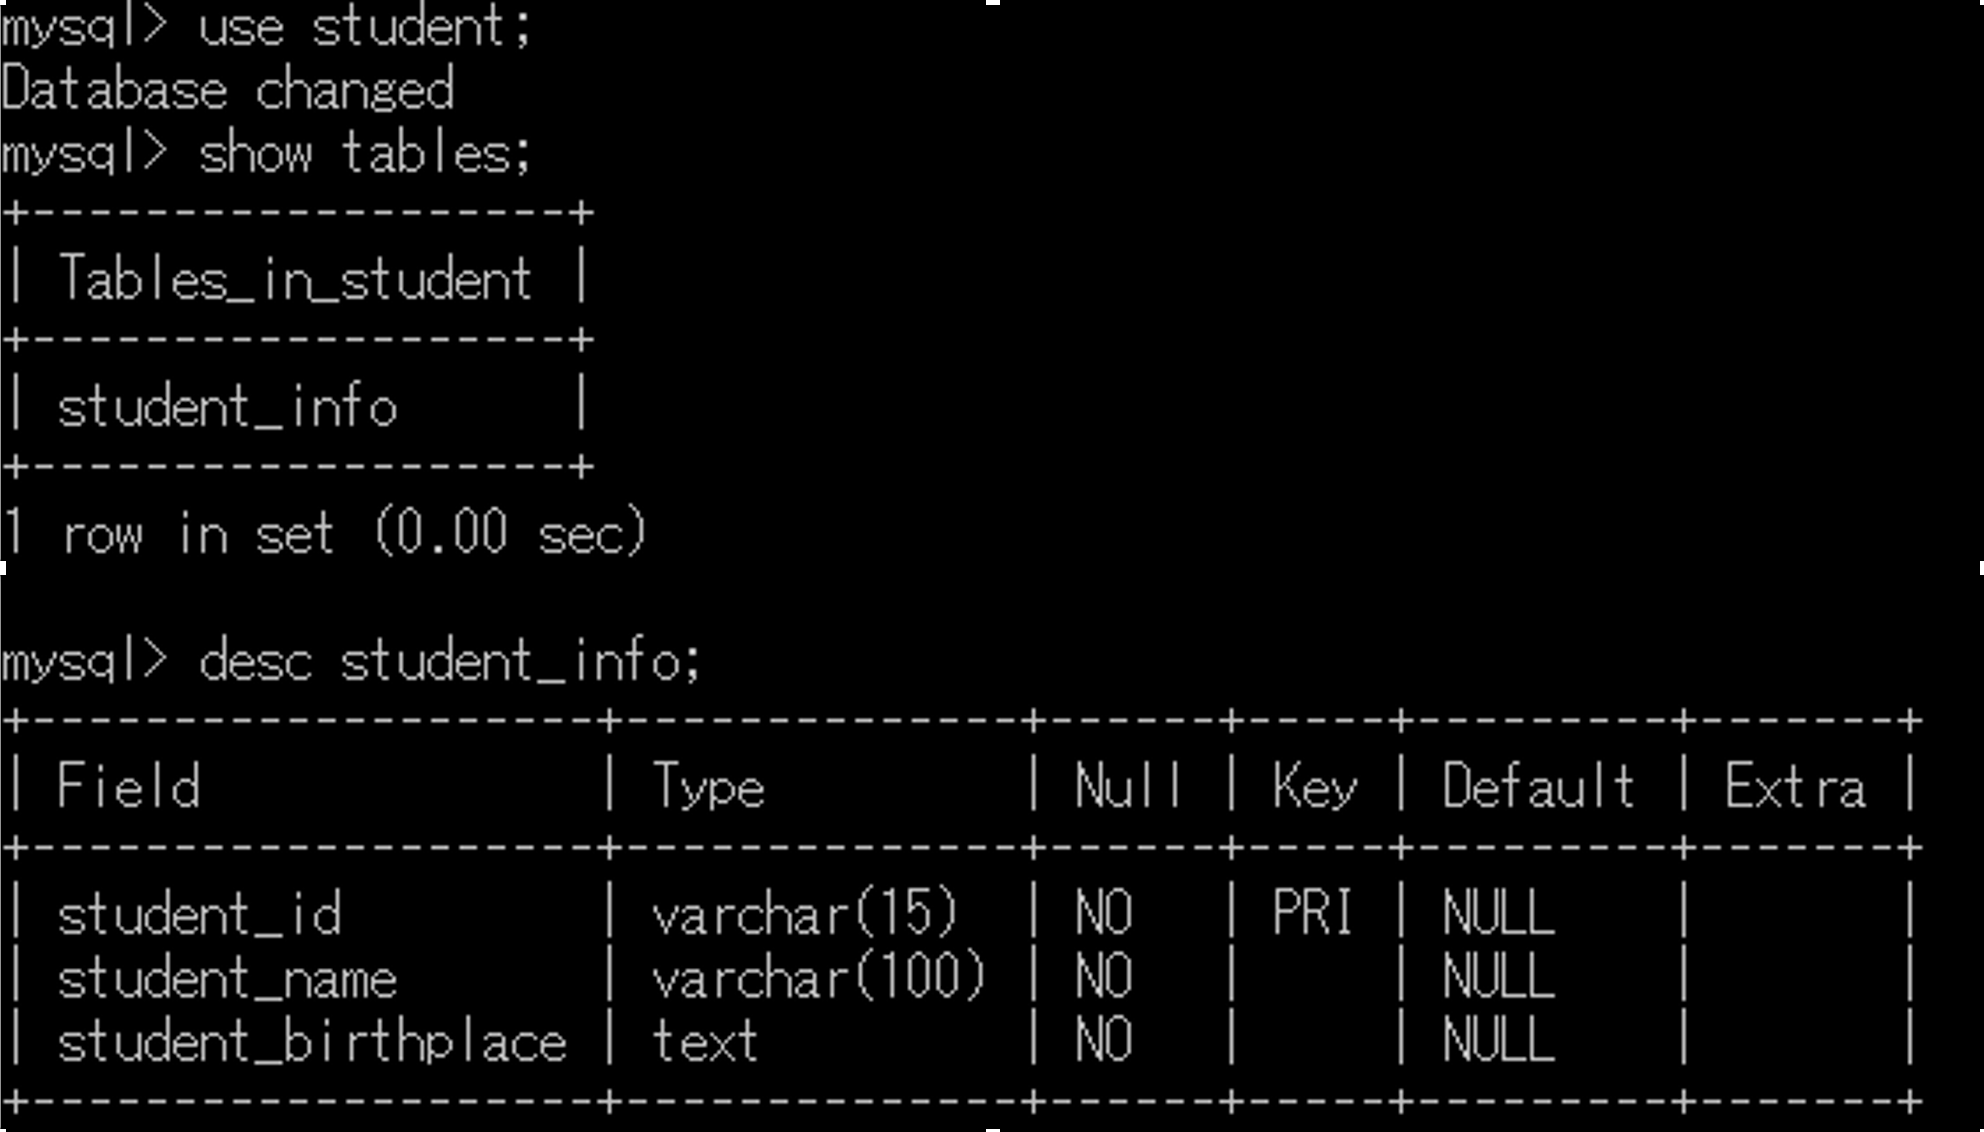 mysql> use student;
Database changed
mysql> show tables;
+-------------------+
| Tables_in_student |
+-------------------+
| student_info      |
+-------------------+
1 row in set (0.00 sec)

mysql> desc student_info;
+--------------------+--------------+------+-----+---------+-------+
| Field              | Type         | Null | Key | Default | Extra |
+--------------------+--------------+------+-----+---------+-------+
| student_id         | varchar(15)  | NO   | PRI | NULL    |       |
| student_name       | varchar(100) | NO   |     | NULL    |       |
| student_birthplace | text         | NO   |     | NULL    |       |
+--------------------+--------------+------+-----+---------+-------+